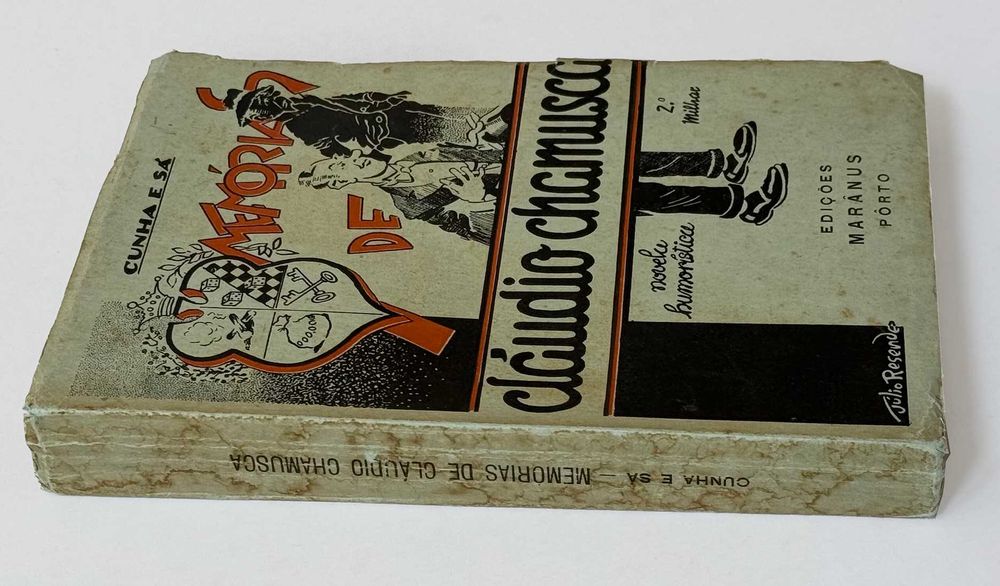 CUNHA E SÁ
MEMÓRIAS
DE
cláudio chamusca
novela
humorística
2.º
milhar
EDIÇÕES
MARÂNUS
PÔRTO
Júlio Resende
CUNHA E SÁ — MEMORIAS DE CLÁUDIO CHAMUSCA